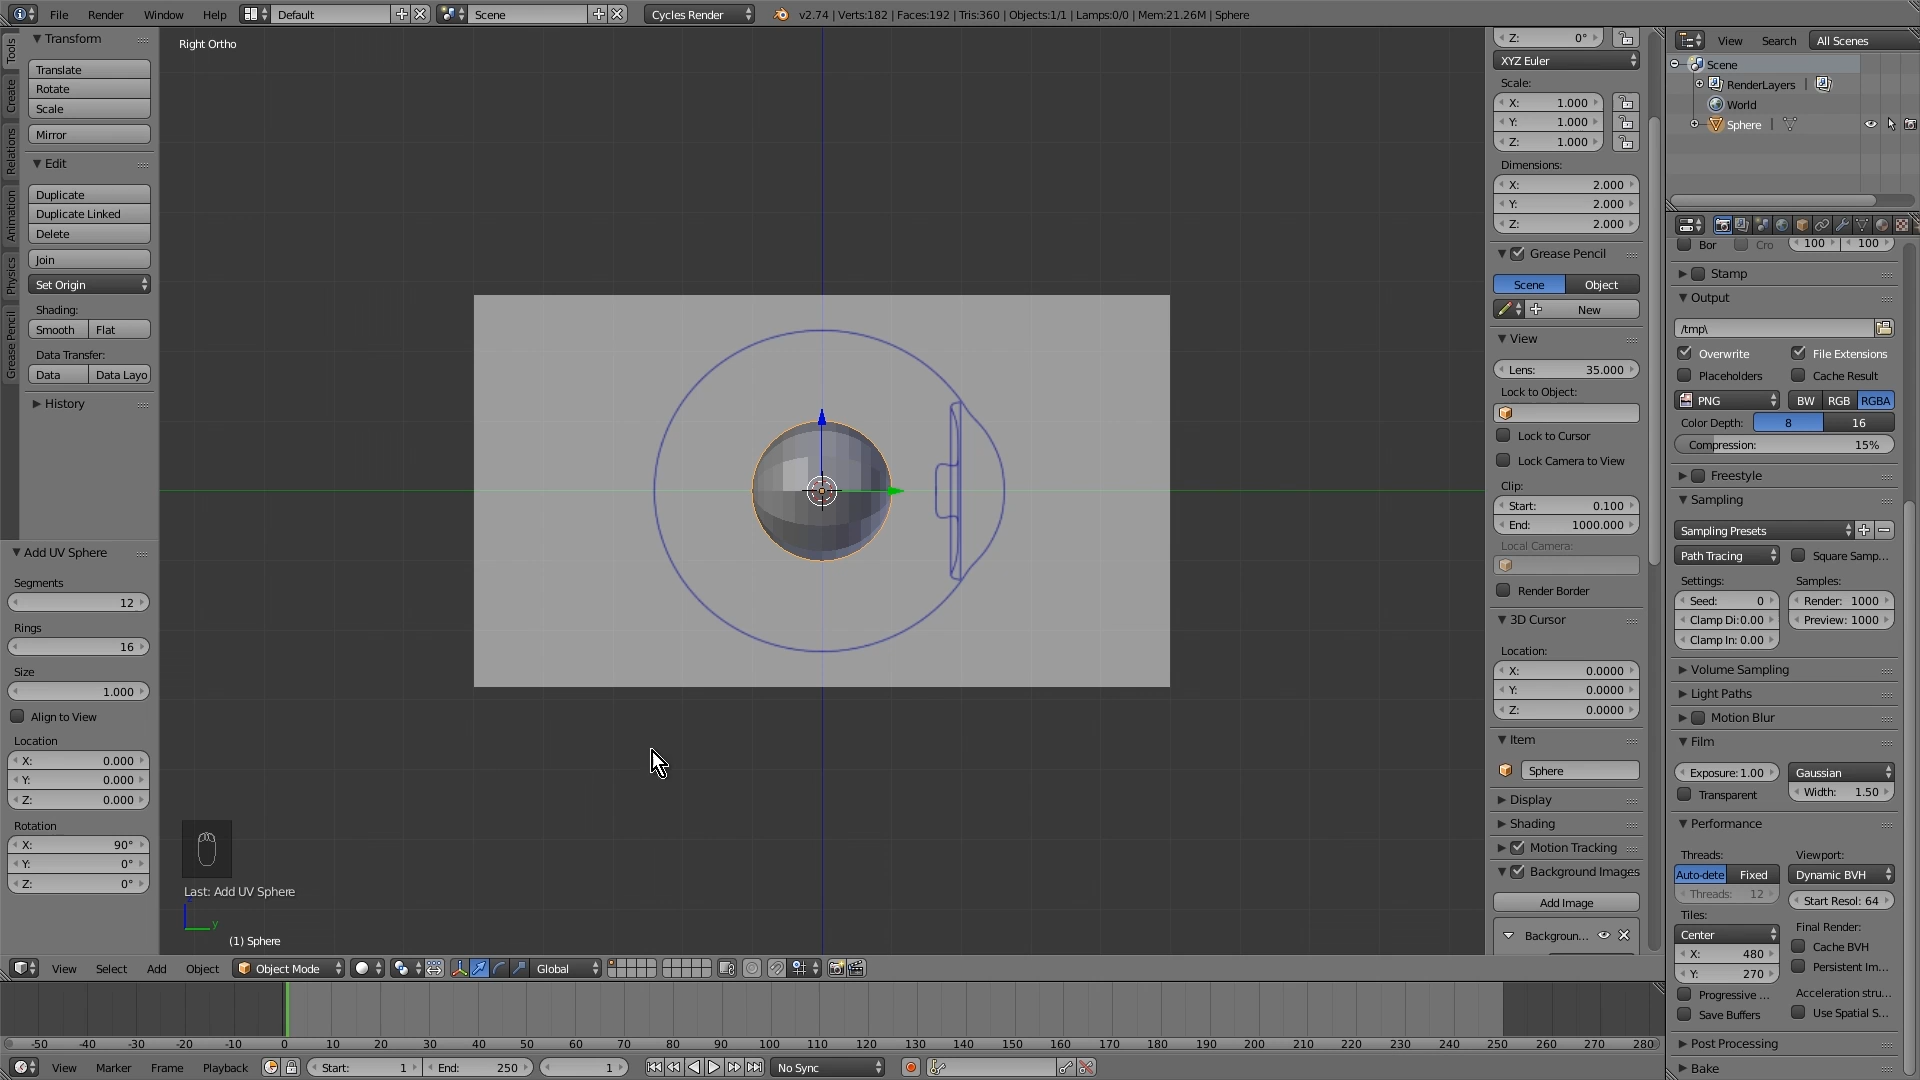 File Render Window Help Default Scene Cycles Render v2.74 | Verts:182 | Faces:192 | Tris:360 | Objects:1/1 | Lamps:0/0 | Mem:21.26M | Sphere
Tools
Create
Relations
Animation
Physics
Grease Pencil
Transform
Translate
Rotate
Scale
Mirror
Edit
Duplicate
Duplicate Linked
Delete
Join
Set Origin
Shading:
Smooth Flat
Data Transfer:
Data Data Layo
History
Add UV Sphere
Segments
12
Rings
16
Size
1.000
Align to View
Location
X: 0.000
Y: 0.000
Z: 0.000
Rotation
X: 90°
Y: 0°
Z: 0°
Right Ortho
Last: Add UV Sphere
y
(1) Sphere
Z: 0°
XYZ Euler
Scale:
X: 1.000
Y: 1.000
Z: 1.000
Dimensions:
X: 2.000
Y: 2.000
Z: 2.000
Grease Pencil
Scene Object
New
View
Lens: 35.000
Lock to Object:
Lock to Cursor
Lock Camera to View
Clip:
Start: 0.100
End: 1000.000
Local Camera:
Render Border
3D Cursor
Location:
X: 0.0000
Y: 0.0000
Z: 0.0000
Item
Sphere
Display
Shading
Motion Tracking
Background Images
Add Image
Backgroun...
View Search All Scenes
Scene
RenderLayers |
World
Sphere |
Bor Cro 100 100
Stamp
Output
/tmp\
Overwrite File Extensions
Placeholders Cache Result
PNG BW RGB RGBA
Color Depth: 8 16
Compression: 15%
Freestyle
Sampling
Sampling Presets
Path Tracing Square Samp...
Settings: Samples:
Seed: 0 Render: 1000
Clamp Di:0.00 Preview: 1000
Clamp In: 0.00
Volume Sampling
Light Paths
Motion Blur
Film
Exposure:1.00 Gaussian
Transparent Width: 1.50
Performance
Threads: Viewport:
Auto-dete Fixed Dynamic BVH
Threads: 12 Start Resol: 64
Tiles: Final Render:
Center Cache BVH
X: 480 Persistent Im...
Y: 270 Acceleration stru...
Progressive ... Use Spatial S...
Save Buffers
Post Processing
Bake
View Select Add Object Object Mode Global
-50 -40 -30 -20 -10 0 10 20 30 40 50 60 70 80 90 100 110 120 130 140 150 160 170 180 190 200 210 220 230 240 250 260 270 280
View Marker Frame Playback Start: 1 End: 250 1 No Sync